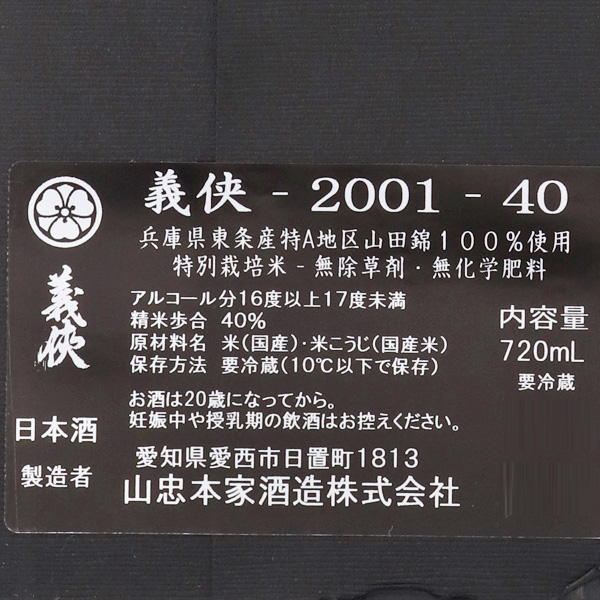 義侠 - 2001 - 40
兵庫県東条産特A地区山田錦100%使用
特別栽培米 - 無除草剤・無化学肥料
義侠
アルコール分16度以上17度未満
精米歩合 40%
原材料名 米(国産)・米こうじ(国産米)
保存方法 要冷蔵(10℃以下で保存)
内容量
720mL
要冷蔵
お酒は20歳になってから。
妊娠中や授乳期の飲酒はお控えください。
日本酒
製造者
愛知県愛西市日置町1813
山忠本家酒造株式会社